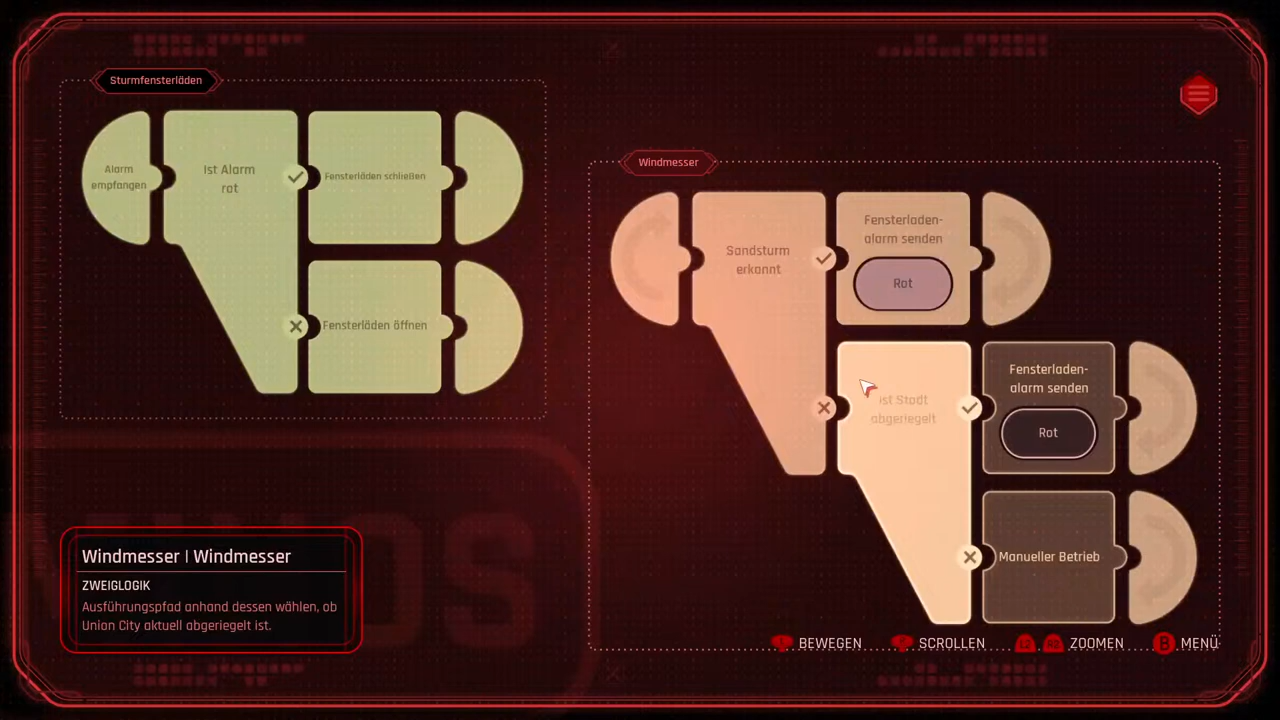 Sturmfensterläden
Alarm
empfangen
Ist Alarm
rot
Fensterläden schließen
Fensterläden öffnen
Windmesser
Sandsturm
erkannt
Fensterladen-
alarm senden
Rot
Ist Stadt
abgeriegelt
Fensterladen-
alarm senden
Rot
Manueller Betrieb
Windmesser | Windmesser
ZWEIGLOGIK
Ausführungspfad anhand dessen wählen, ob
Union City aktuell abgeriegelt ist.
L BEWEGEN R SCROLLEN L2 R2 ZOOMEN B MENÜ